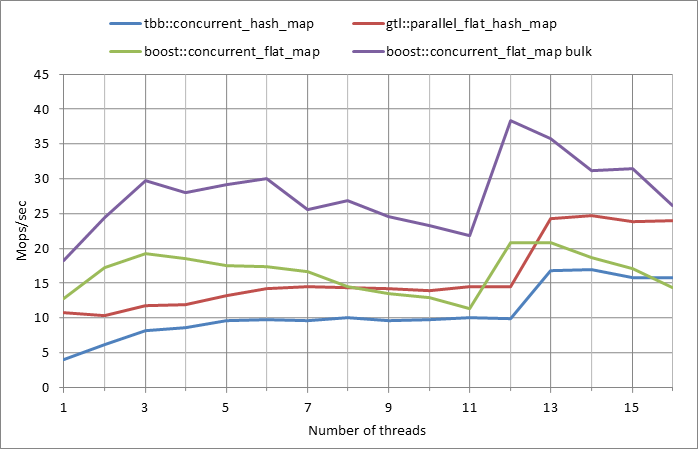 tbb::concurrent_hash_map gtl::parallel_flat_hash_map
boost::concurrent_flat_map boost::concurrent_flat_map bulk
45
40
35
30
25
20
15
10
5
0
Mops/sec
1 3 5 7 9 11 13 15
Number of threads